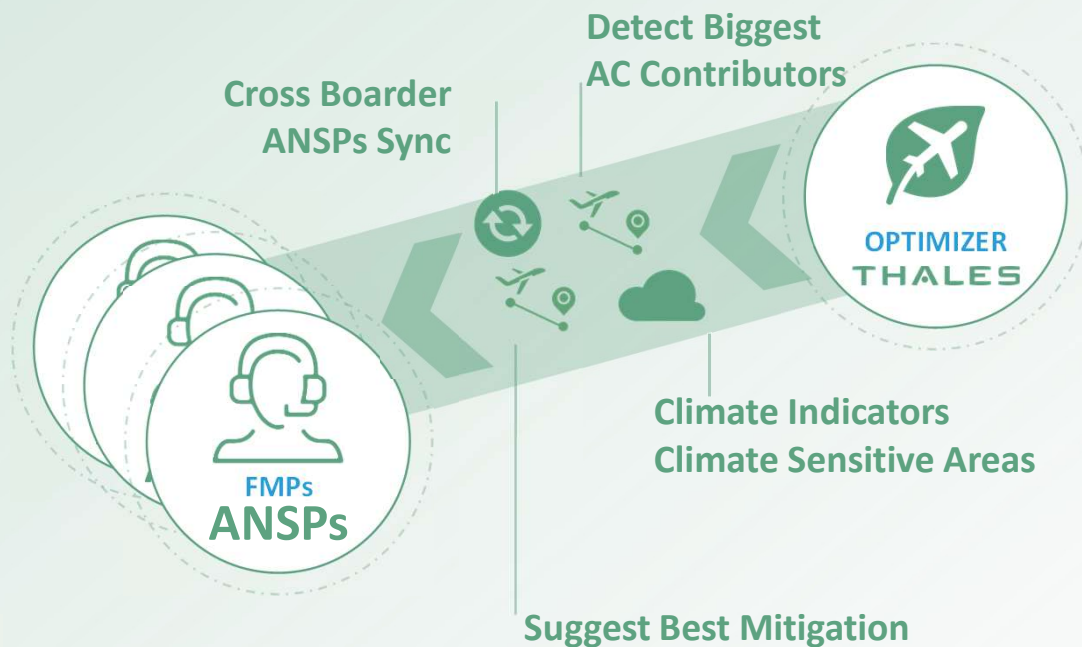 Detect Biggest
AC Contributors
Cross Boarder
ANSPs Sync
OPTIMIZER
THALES
Climate Indicators
Climate Sensitive Areas
FMPs
ANSPs
Suggest Best Mitigation